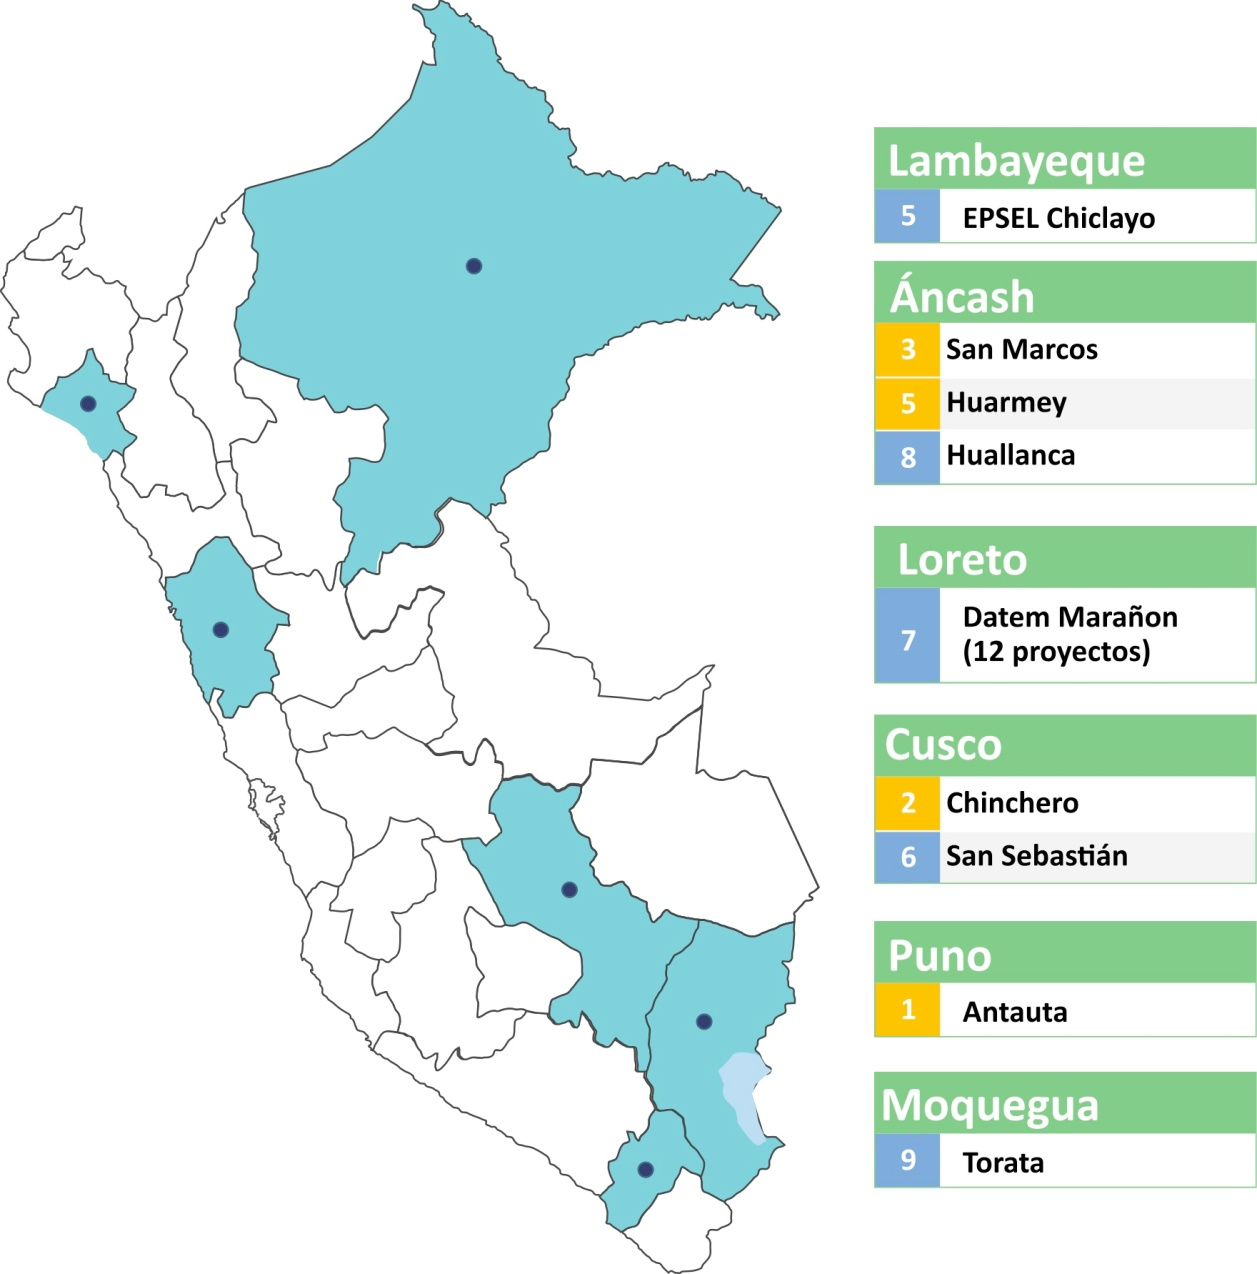 Lambayeque
5 EPSEL Chiclayo
Áncash
3 San Marcos
5 Huarmey
8 Huallanca
Loreto
7 Datem Marañon
(12 proyectos)
Cusco
2 Chinchero
6 San Sebastián
Puno
1 Antauta
Moquegua
9 Torata